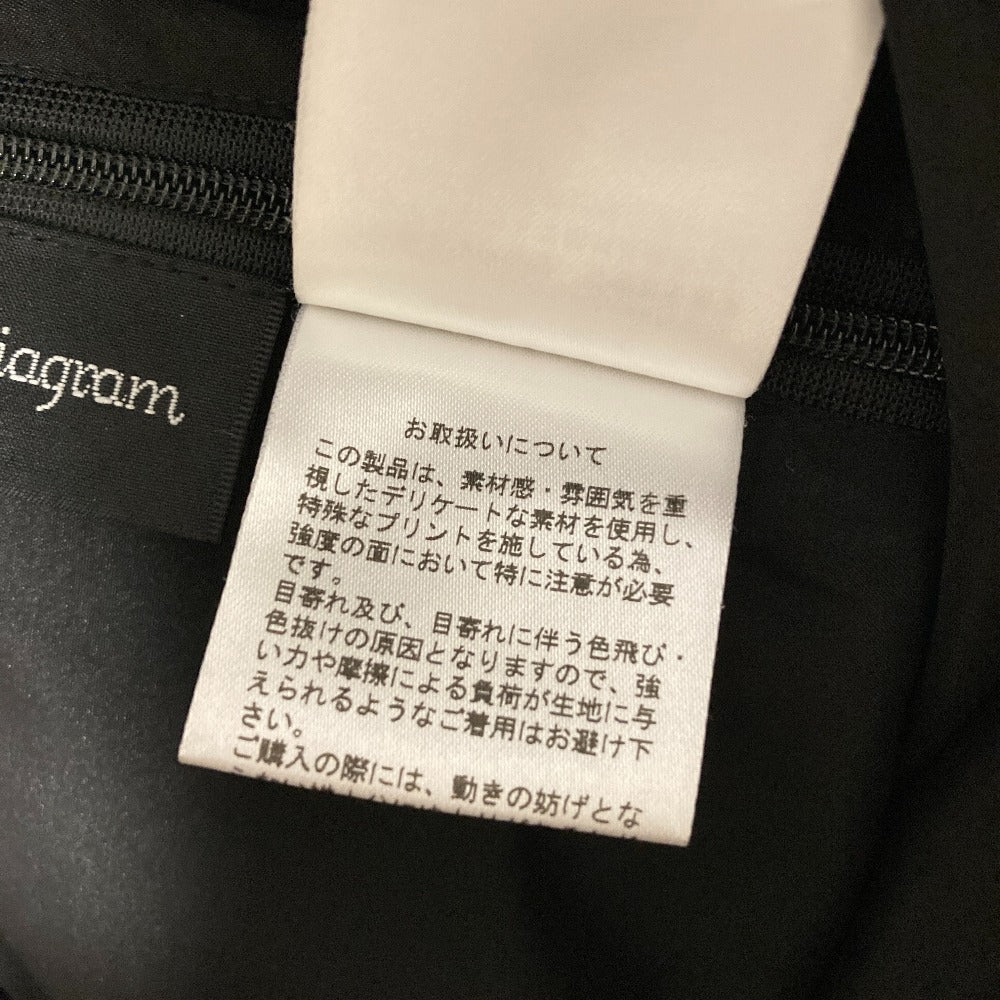 iagram
お取扱いについて
この製品は、素材感・雰囲気を重
視したデリケートな素材を使用し、
特殊なプリントを施している為、
強度の面において特に注意が必要
です。
目寄れ及び、目寄れに伴う色飛び・
色抜けの原因となりますので、強
い力や摩擦による負荷が生地に与
えられるようなご着用はお避け下
さい。
ご購入の際には、動きの妨げとな